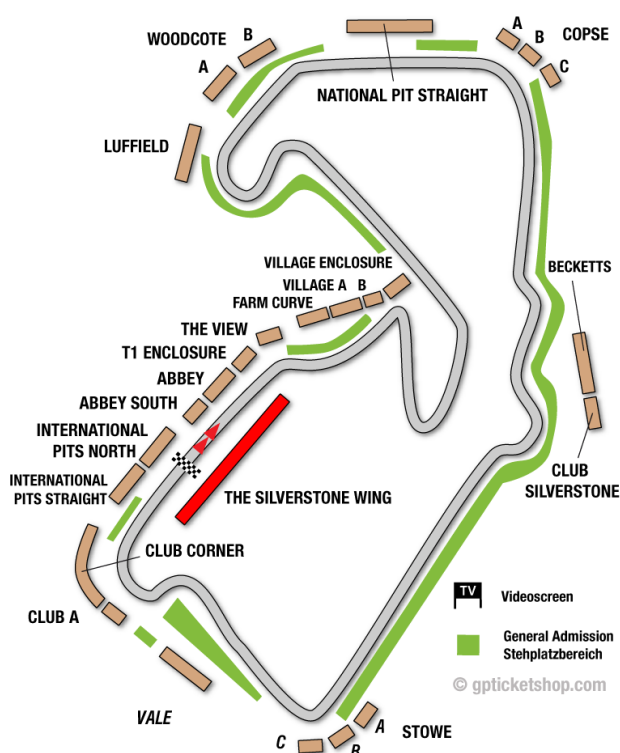 A
B
COPSE
B
WOODCOTE
C
A
NATIONAL PIT STRAIGHT
LUFFIELD
VILLAGE ENCLOSURE
BECKETTS
VILLAGE A B
FARM CURVE
THE VIEW
T1 ENCLOSURE
ABBEY
ABBEY SOUTH
INTERNATIONAL
PITS NORTH
INTERNATIONAL
PITS STRAIGHT
THE SILVERSTONE WING
CLUB
SILVERSTONE
CLUB CORNER
TV
Videoscreen
CLUB A
General Admission
Stehplatzbereich
© gpticketshop.com
VALE
A
STOWE
C
B